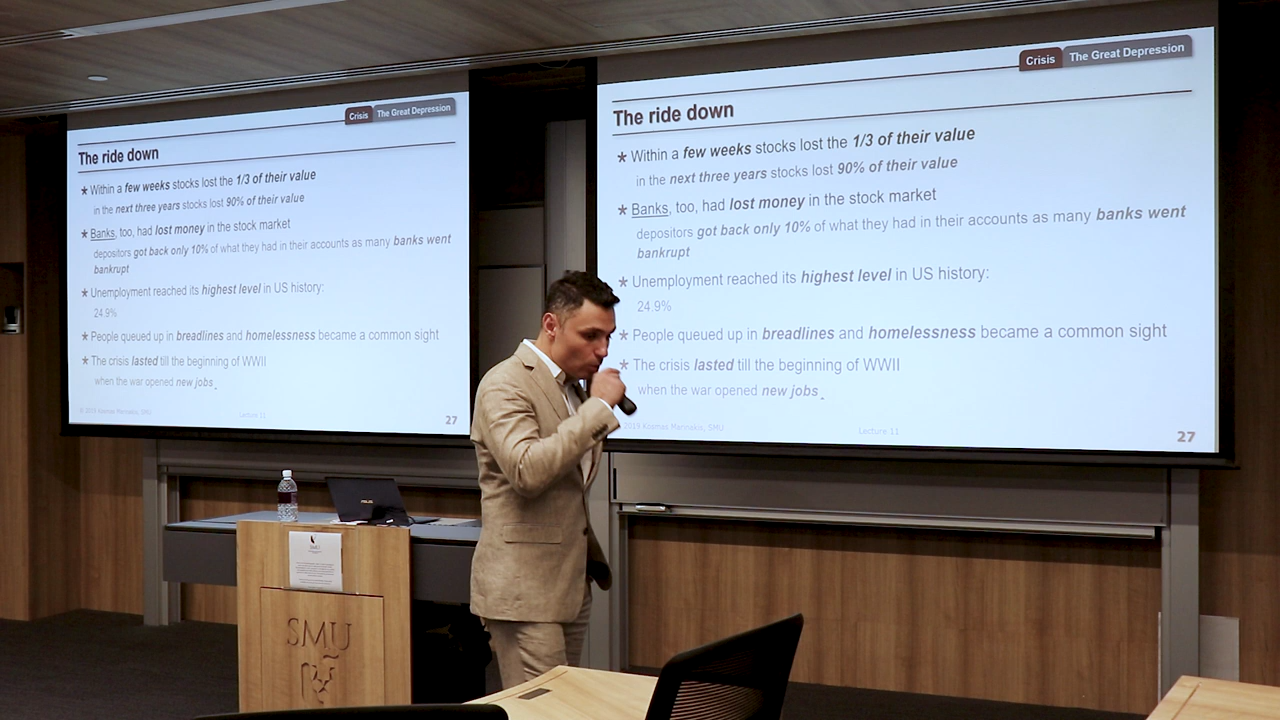 Crisis The Great Depression
The ride down
* Within a few weeks stocks lost the 1/3 of their value
in the next three years stocks lost 90% of their value
* Banks, too, had lost money in the stock market
depositors got back only 10% of what they had in their accounts as many banks went
bankrupt
* Unemployment reached its highest level in US history:
24.9%
* People queued up in breadlines and homelessness became a common sight
* The crisis lasted till the beginning of WWII
when the war opened new jobs.
© 2019 Kosmas Marinakis, SMU
Lecture 11
27
Crisis The Great Depression
The ride down
* Within a few weeks stocks lost the 1/3 of their value
in the next three years stocks lost 90% of their value
* Banks, too, had lost money in the stock market
depositors got back only 10% of what they had in their accounts as many banks went
bankrupt
* Unemployment reached its highest level in US history:
24.9%
* People queued up in breadlines and homelessness became a common sight
* The crisis lasted till the beginning of WWII
when the war opened new jobs.
2019 Kosmas Marinakis, SMU
Lecture 11
27
ASUS
SMU
SMU